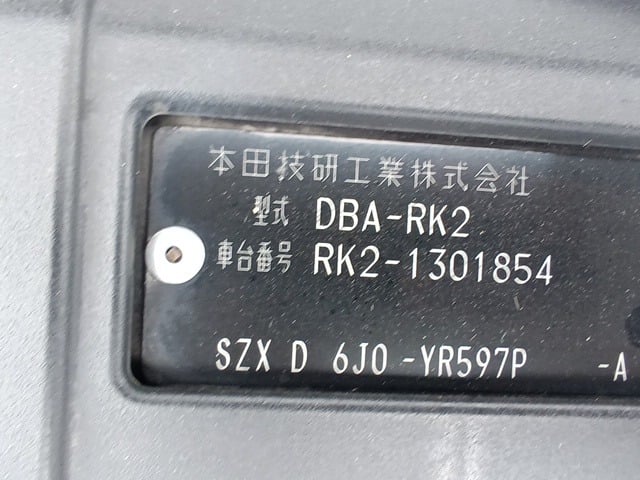 本田技研工業株式会社
型式 DBA-RK2
車台番号 RK2-1301854
SZX D 6J0 -YR597P -A